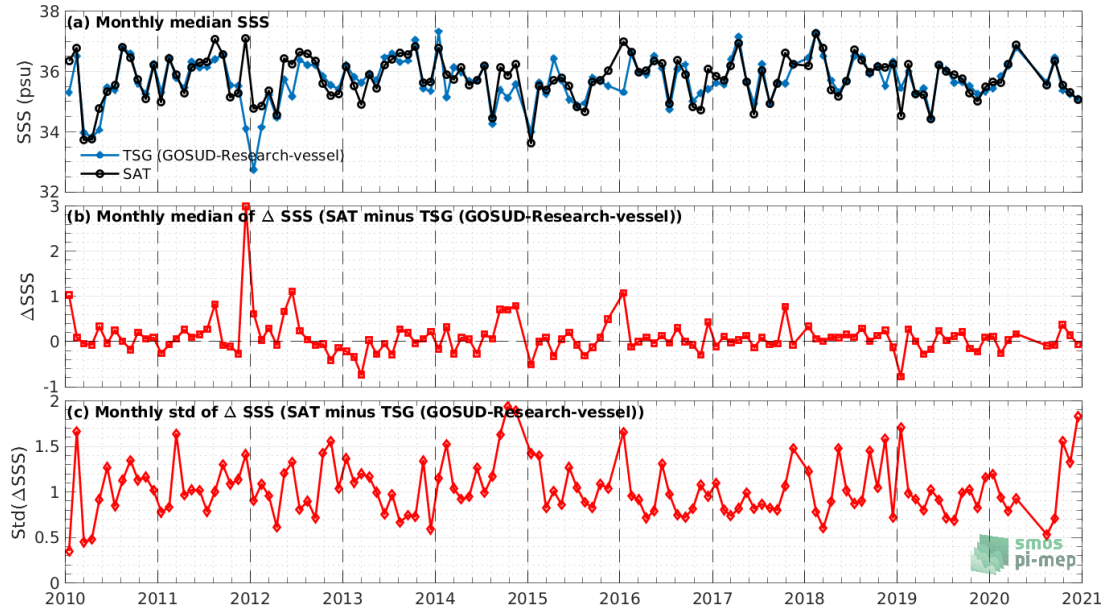 38
(a) Monthly median SSS
36
SSS (psu)
34
TSG (GOSUD-Research-vessel)
SAT
32
3
(b) Monthly median of Δ SSS (SAT minus TSG (GOSUD-Research-vessel))
2
ΔSSS
1
0
-1
2
(c) Monthly std of Δ SSS (SAT minus TSG (GOSUD-Research-vessel))
1.5
Std(ΔSSS)
1
0.5
smos
pi-mep
0
2010 2011 2012 2013 2014 2015 2016 2017 2018 2019 2020 2021